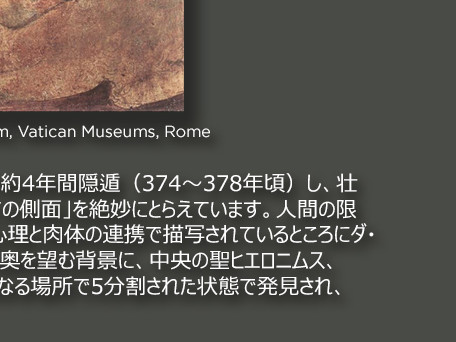 m, Vatican Museums, Rome
約4年間隠遁（374～378年頃）し、壮
の側面」を絶妙にとらえています。人間の限
心理と肉体の連携で描写されているところにダ・
奥を望む背景に、中央の聖ヒエロニムス、
なる場所で5分割された状態で発見され、